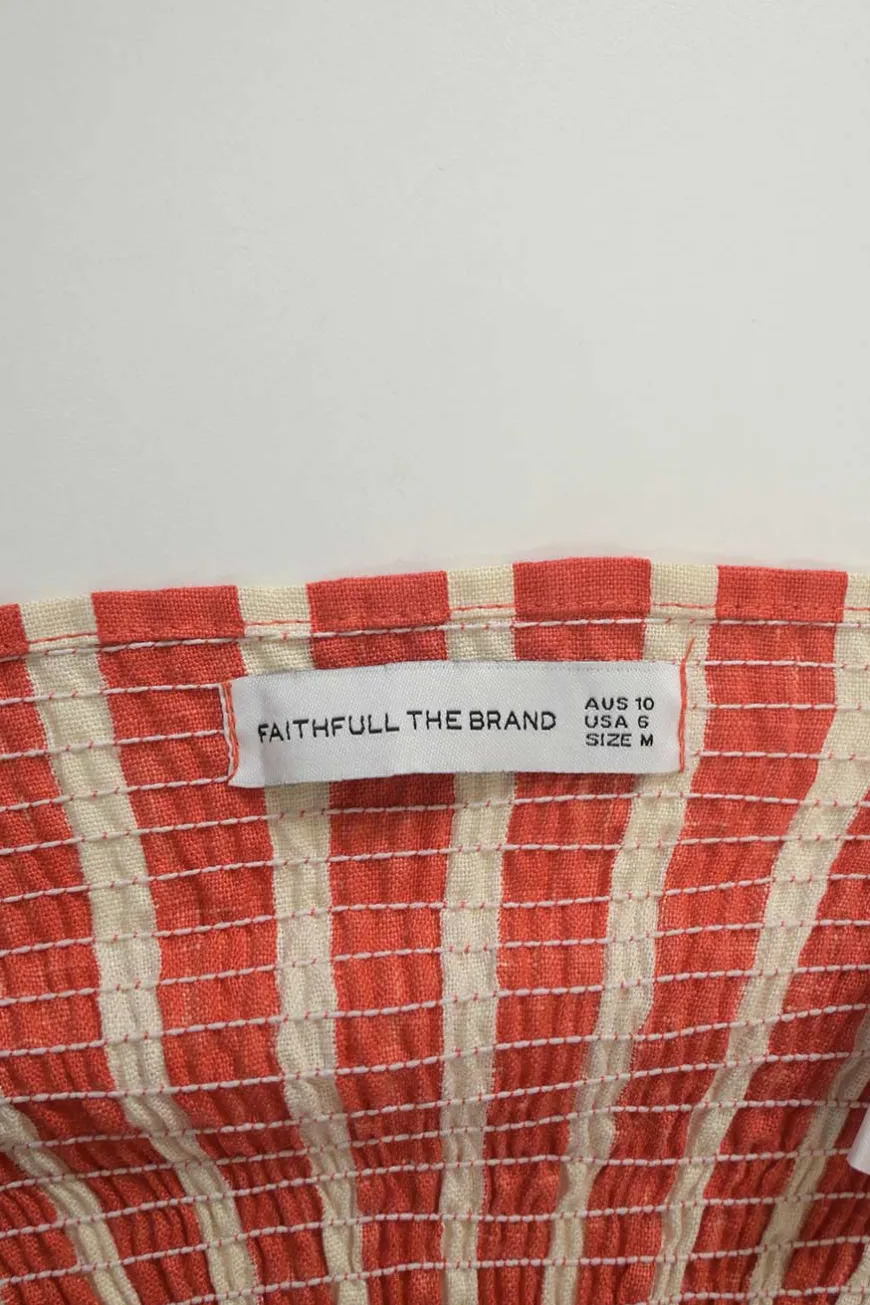 FAITHFULL THE BRAND
AUS 10
USA 6
SIZE M